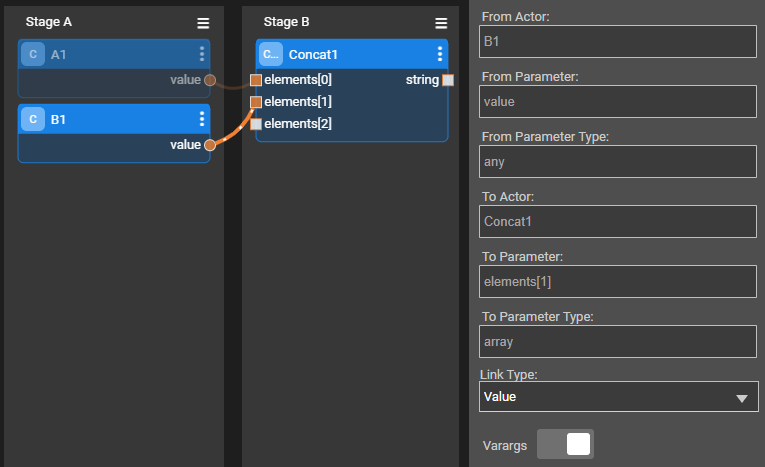 Stage A
C A1
value
C B1
value
Stage B
C... Concat1
elements[0] string
elements[1]
elements[2]
From Actor:
B1
From Parameter:
value
From Parameter Type:
any
To Actor:
Concat1
To Parameter:
elements[1]
To Parameter Type:
array
Link Type:
Value
Varargs